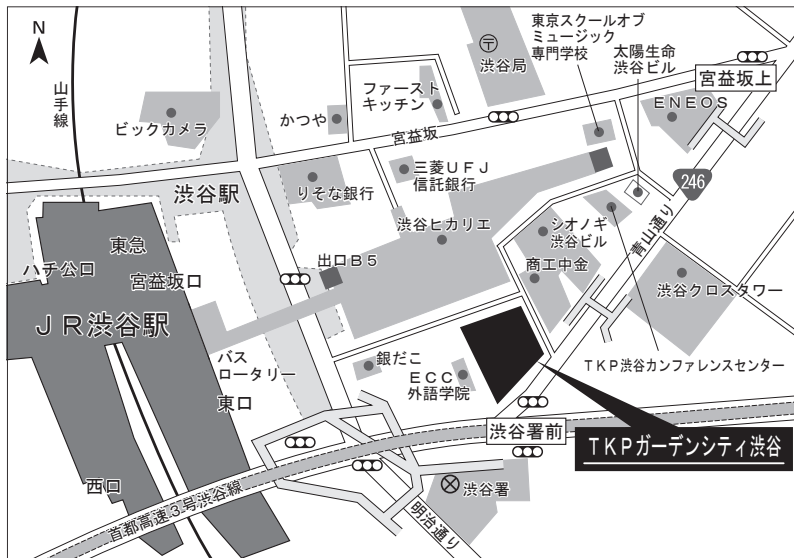 N
山手線
ビックカメラ
かつや
ファースト
キッチン
〒
渋谷局
東京スクールオブ
ミュージック
専門学校
太陽生命
渋谷ビル
宮益坂上
ENEOS
宮益坂
渋谷駅
りそな銀行
三菱UFJ
信託銀行
246
青山通り
東急
ハチ公口
宮益坂口
出口B5
渋谷ヒカリエ
シオノギ
渋谷ビル
商工中金
渋谷クロスタワー
JR渋谷駅
バス
ロータリー
東口
銀だこ
ECC
外語学院
TKP渋谷カンファレンスセンター
渋谷署前
TKPガーデンシティ渋谷
西口
首都高速3号渋谷線
渋谷署
明治通り